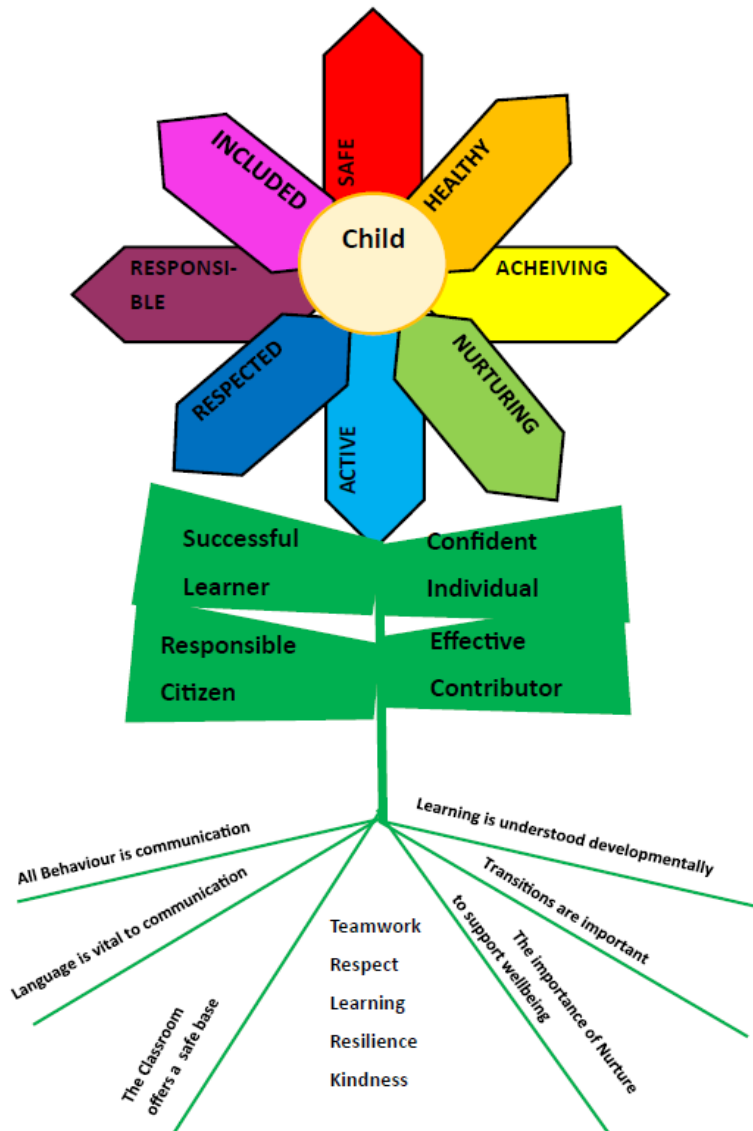 SAFE
HEALTHY
INCLUDED
Child
RESPONSI-
BLE
ACHEIVING
RESPECTED
NURTURING
ACTIVE
Successful
Learner
Confident
Individual
Responsible
Citizen
Effective
Contributor
All Behaviour is communication
Learning is understood developmentally
Language is vital to communication
Transitions are important
The Classroom
offers a safe base
Teamwork
Respect
Learning
Resilience
Kindness
The importance of Nurture
to support wellbeing